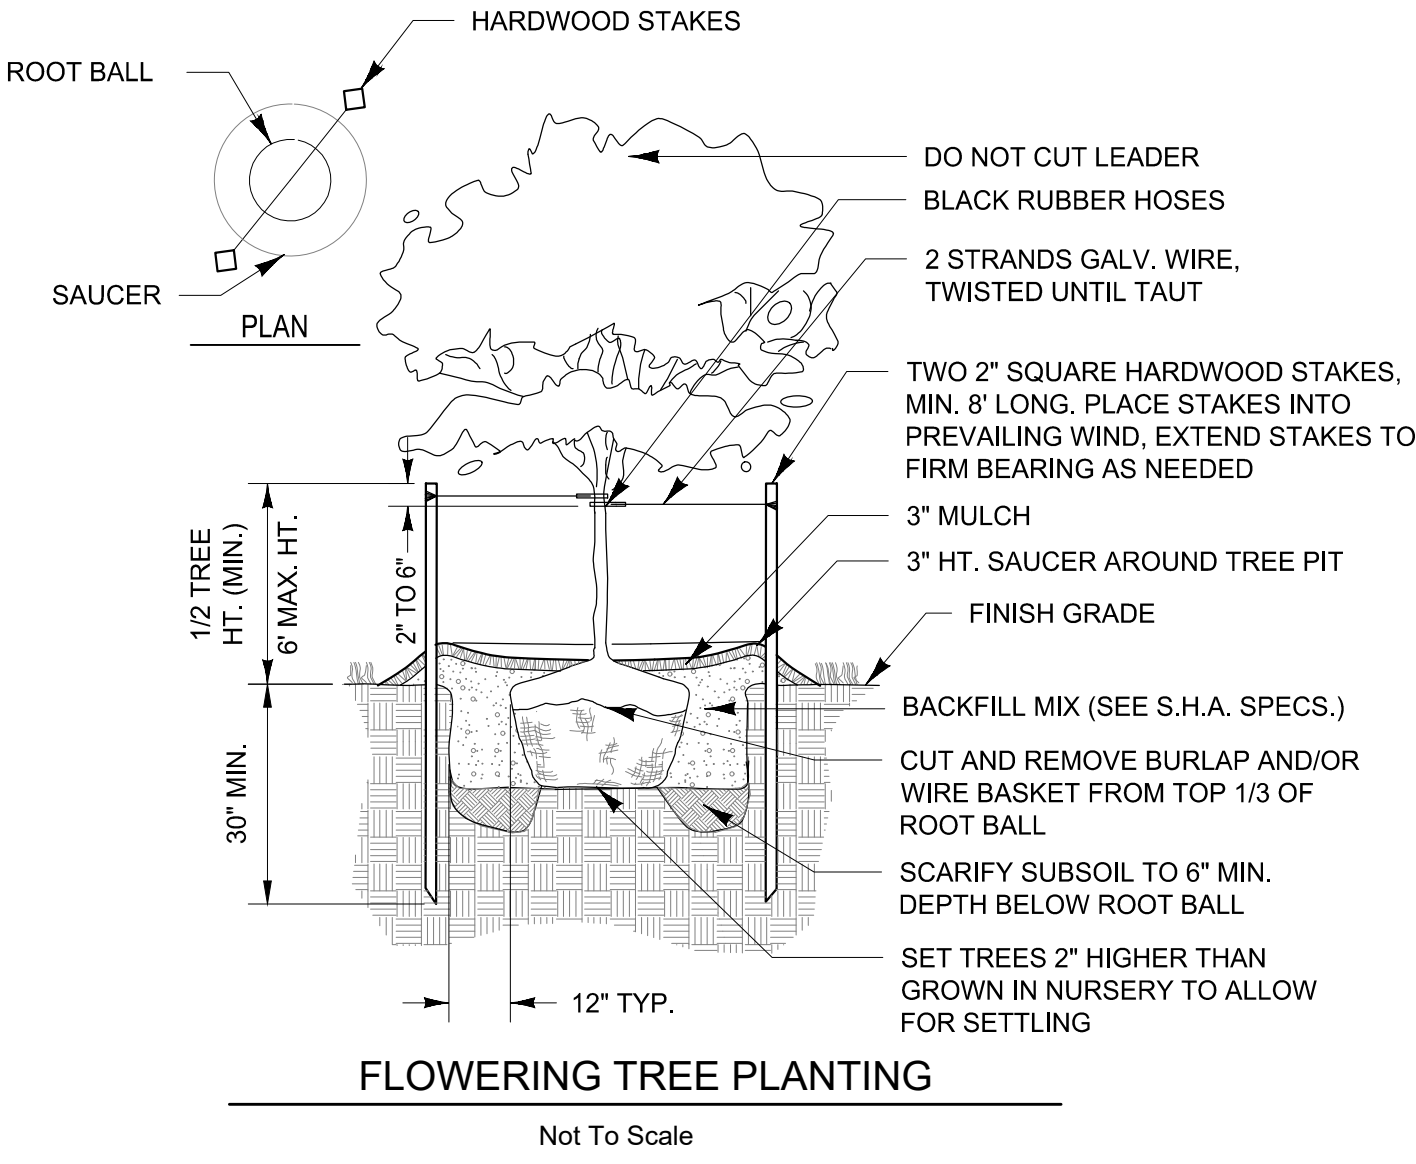 HARDWOOD STAKES
ROOT BALL
SAUCER
PLAN
DO NOT CUT LEADER
BLACK RUBBER HOSES
2 STRANDS GALV. WIRE,
TWISTED UNTIL TAUT
TWO 2" SQUARE HARDWOOD STAKES,
MIN. 8' LONG. PLACE STAKES INTO
PREVAILING WIND, EXTEND STAKES TO
FIRM BEARING AS NEEDED
3" MULCH
3" HT. SAUCER AROUND TREE PIT
FINISH GRADE
BACKFILL MIX (SEE S.H.A. SPECS.)
CUT AND REMOVE BURLAP AND/OR
WIRE BASKET FROM TOP 1/3 OF
ROOT BALL
SCARIFY SUBSOIL TO 6" MIN.
DEPTH BELOW ROOT BALL
SET TREES 2" HIGHER THAN
GROWN IN NURSERY TO ALLOW
FOR SETTLING
1/2 TREE
HT. (MIN.)
6' MAX. HT.
2" TO 6"
30" MIN.
12" TYP.
FLOWERING TREE PLANTING
Not To Scale